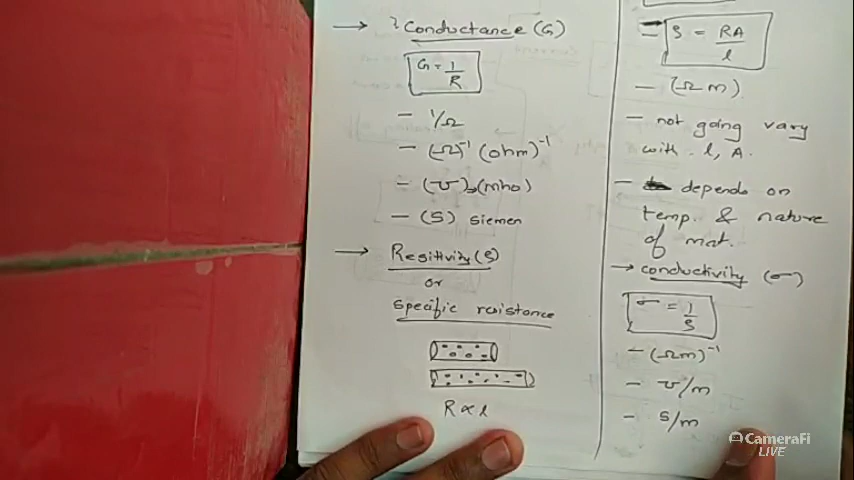 → Conductance (G)
G = 1/R
– 1/Ω
– (Ω)⁻¹ (ohm)⁻¹
– (℧) → (mho)
– (S) siemen
→ Resitivity (ρ)
or
specific resistance
R ∝ l
– ρ = RA/l
– (Ω m)
– not going vary
with l, A.
– depends on
temp. & nature
of mat.
→ conductivity (σ)
σ = 1/ρ
– (Ωm)⁻¹
– ℧/m
– S/m
CameraFi
LIVE